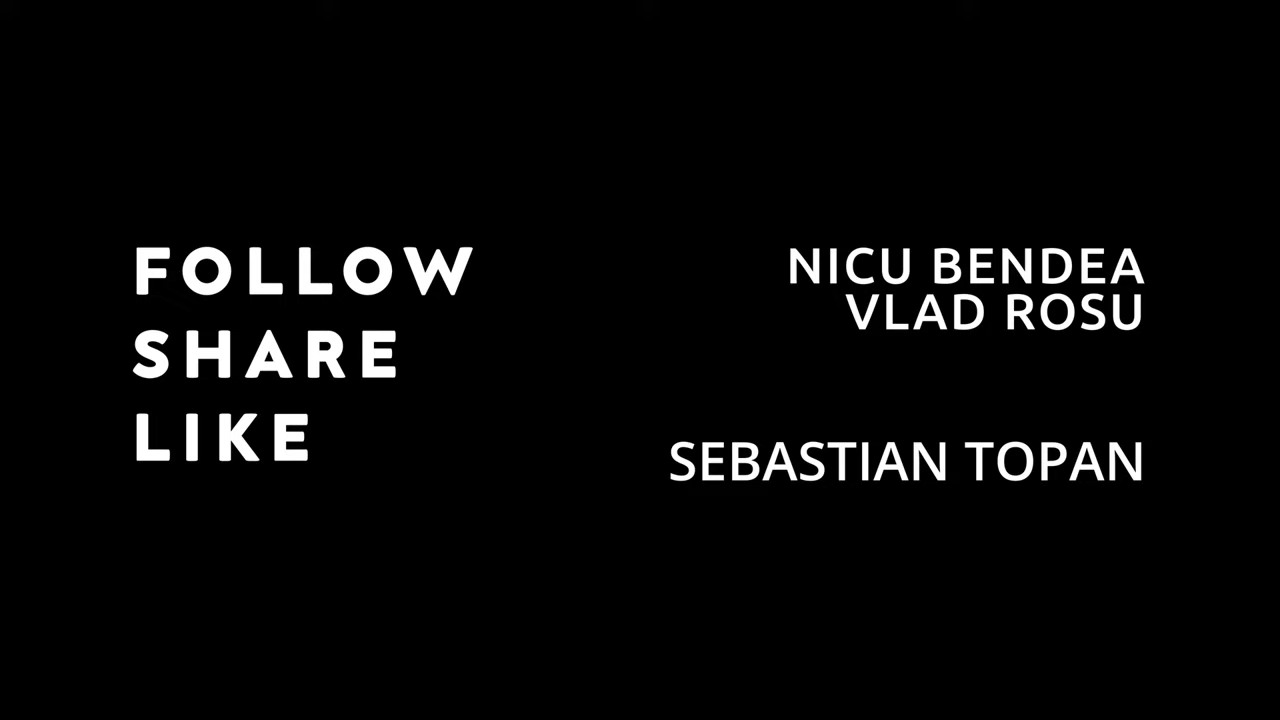 FOLLOW
SHARE
LIKE
NICU BENDEA
VLAD ROSU
SEBASTIAN TOPAN